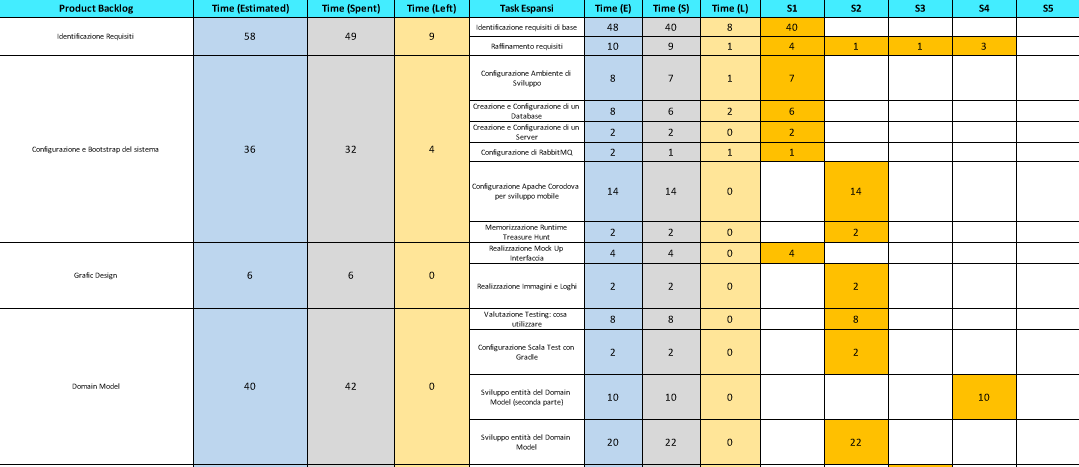 Product Backlog Time (Estimated) Time (Spent) Time (Left) Task Espansi Time (E) Time (S) Time (L) S1 S2 S3 S4 S5
Identificazione Requisiti 58 49 9
Identificazione requisiti di base 48 40 8 40
Raffinamento requisiti 10 9 1 4 1 1 3
Configurazione e Bootstrap del sistema 36 32 4
Configurazione Ambiente di
Sviluppo 8 7 1 7
Creazione e Configurazione di un
Database 8 6 2 6
Creazione e Configurazione di un
Server 2 2 0 2
Configurazione di RabbitMQ 2 1 1 1
Configurazione Apache Corodova
per sviluppo mobile 14 14 0 14
Memorizzazione Runtime
Treasure Hunt 2 2 0 2
Grafic Design 6 6 0
Realizzazione Mock Up
Interfaccia 4 4 0 4
Realizzazione Immagini e Loghi 2 2 0 2
Domain Model 40 42 0
Valutazione Testing: cosa
utilizzare 8 8 0 8
Configurazione Scala Test con
Gradle 2 2 0 2
Sviluppo entità del Domain
Model (seconda parte) 10 10 0 10
Sviluppo entità del Domain
Model 20 22 0 22